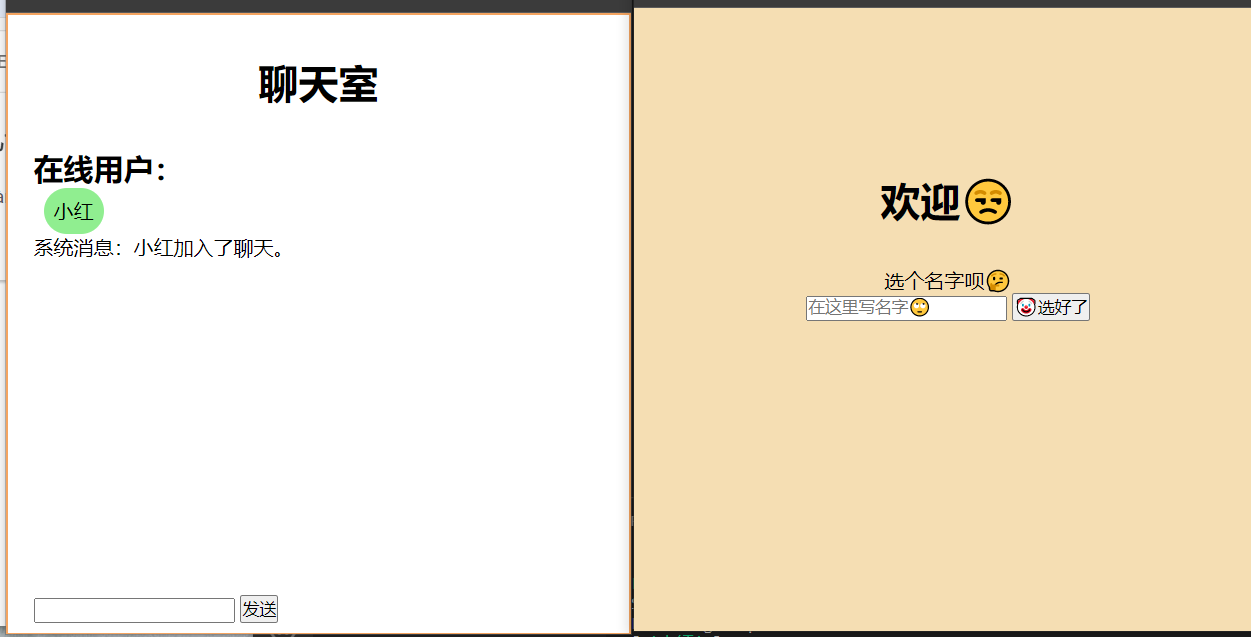 聊天室
在线用户：
小红
系统消息：小红加入了聊天。
发送
欢迎😒
选个名字呗🤔
在这里写名字🙄
🤡选好了